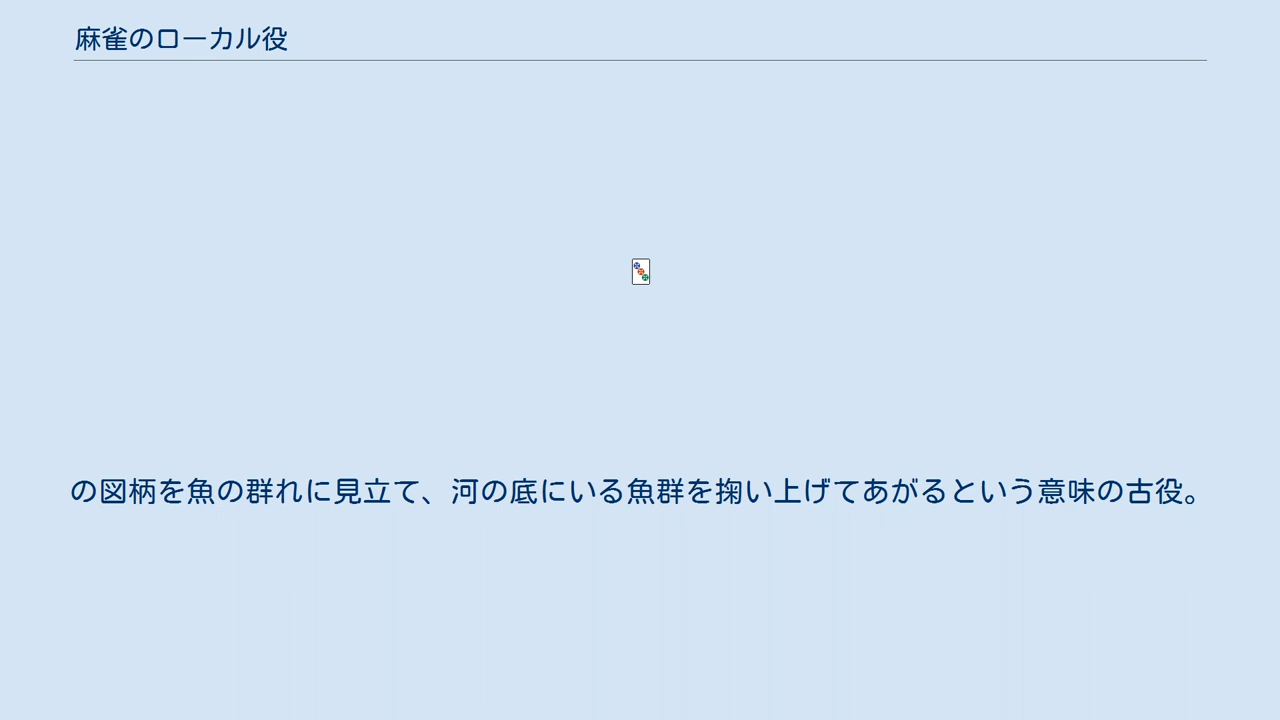 麻雀のローカル役
の図柄を魚の群れに見立て、河の底にいる魚群を掬い上げてあがるという意味の古役。